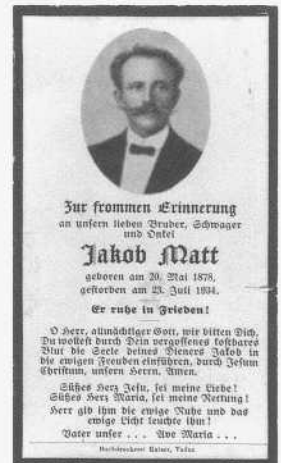 Zur frommen Erinnerung
an unsern lieben Bruder, Schwager
und Onkel
Jakob Matt
geboren am 20. Mai 1878,
gestorben am 23. Juli 1934.
Er ruhe in Frieden!
O Herr, allmächtiger Gott, wir bitten Dich,
Du wollest durch Dein vergossenes kostbares
Blut die Seele deines Dieners Jakob in
die ewigen Freuden einführen, durch Jesum
Christum, unsern Herrn. Amen.
Süßes Herz Jesu, sei meine Liebe!
Süßes Herz Maria, sei meine Rettung!
Herr gib ihm die ewige Ruhe und das
ewige Licht leuchte ihm!
Vater unser . . . Ave Maria . . .
Buchdruckerei Kaiser, Vaduz